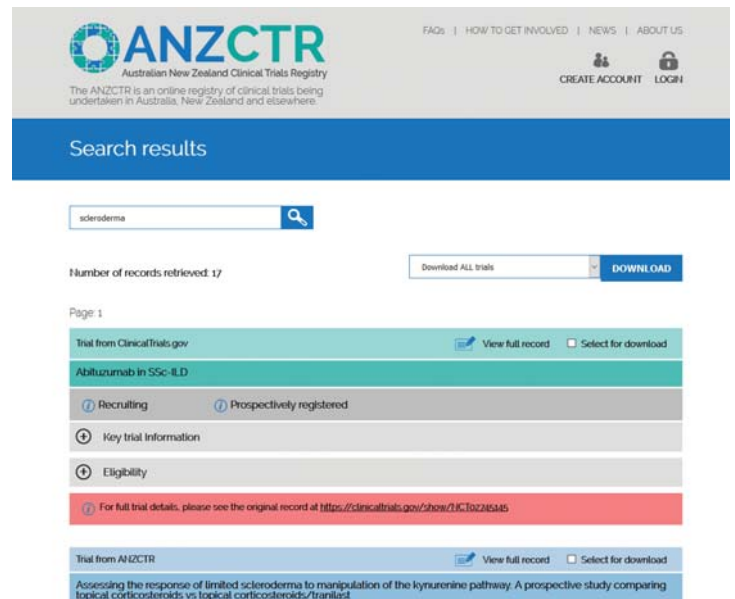 FAQs | HOW TO GET INVOLVED | NEWS | ABOUT US
ANZCTR
Australian New Zealand Clinical Trials Registry
The ANZCTR is an online registry of clinical trials being
undertaken in Australia, New Zealand and elsewhere.
CREATE ACCOUNT LOGIN
Search results
scleroderma
Number of records retrieved: 17
Download ALL trials
DOWNLOAD
Page: 1
Trial from ClinicalTrials.gov View full record Select for download
Abituzumab in SSc-ILD
Recruiting Prospectively registered
Key trial information
Eligibility
For full trial details, please see the original record at https://clinicaltrials.gov/show/NCT02745145
Trial from ANZCTR View full record Select for download
Assessing the response of limited scleroderma to manipulation of the kynurenine pathway. A prospective study comparing
topical corticosteroids vs topical corticosteroids/tranilast